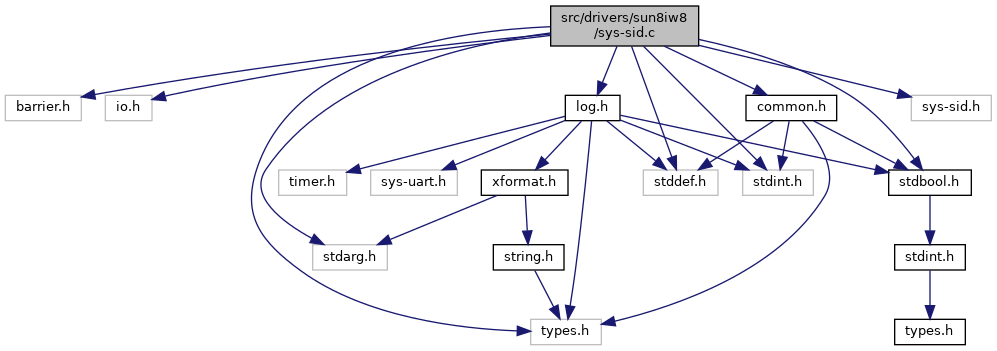 src/drivers/sun8iw8
/sys-sid.c
barrier.h
io.h
log.h
common.h
sys-sid.h
timer.h
sys-uart.h
xformat.h
stddef.h
stdint.h
stdbool.h
stdarg.h
string.h
stdint.h
types.h
types.h